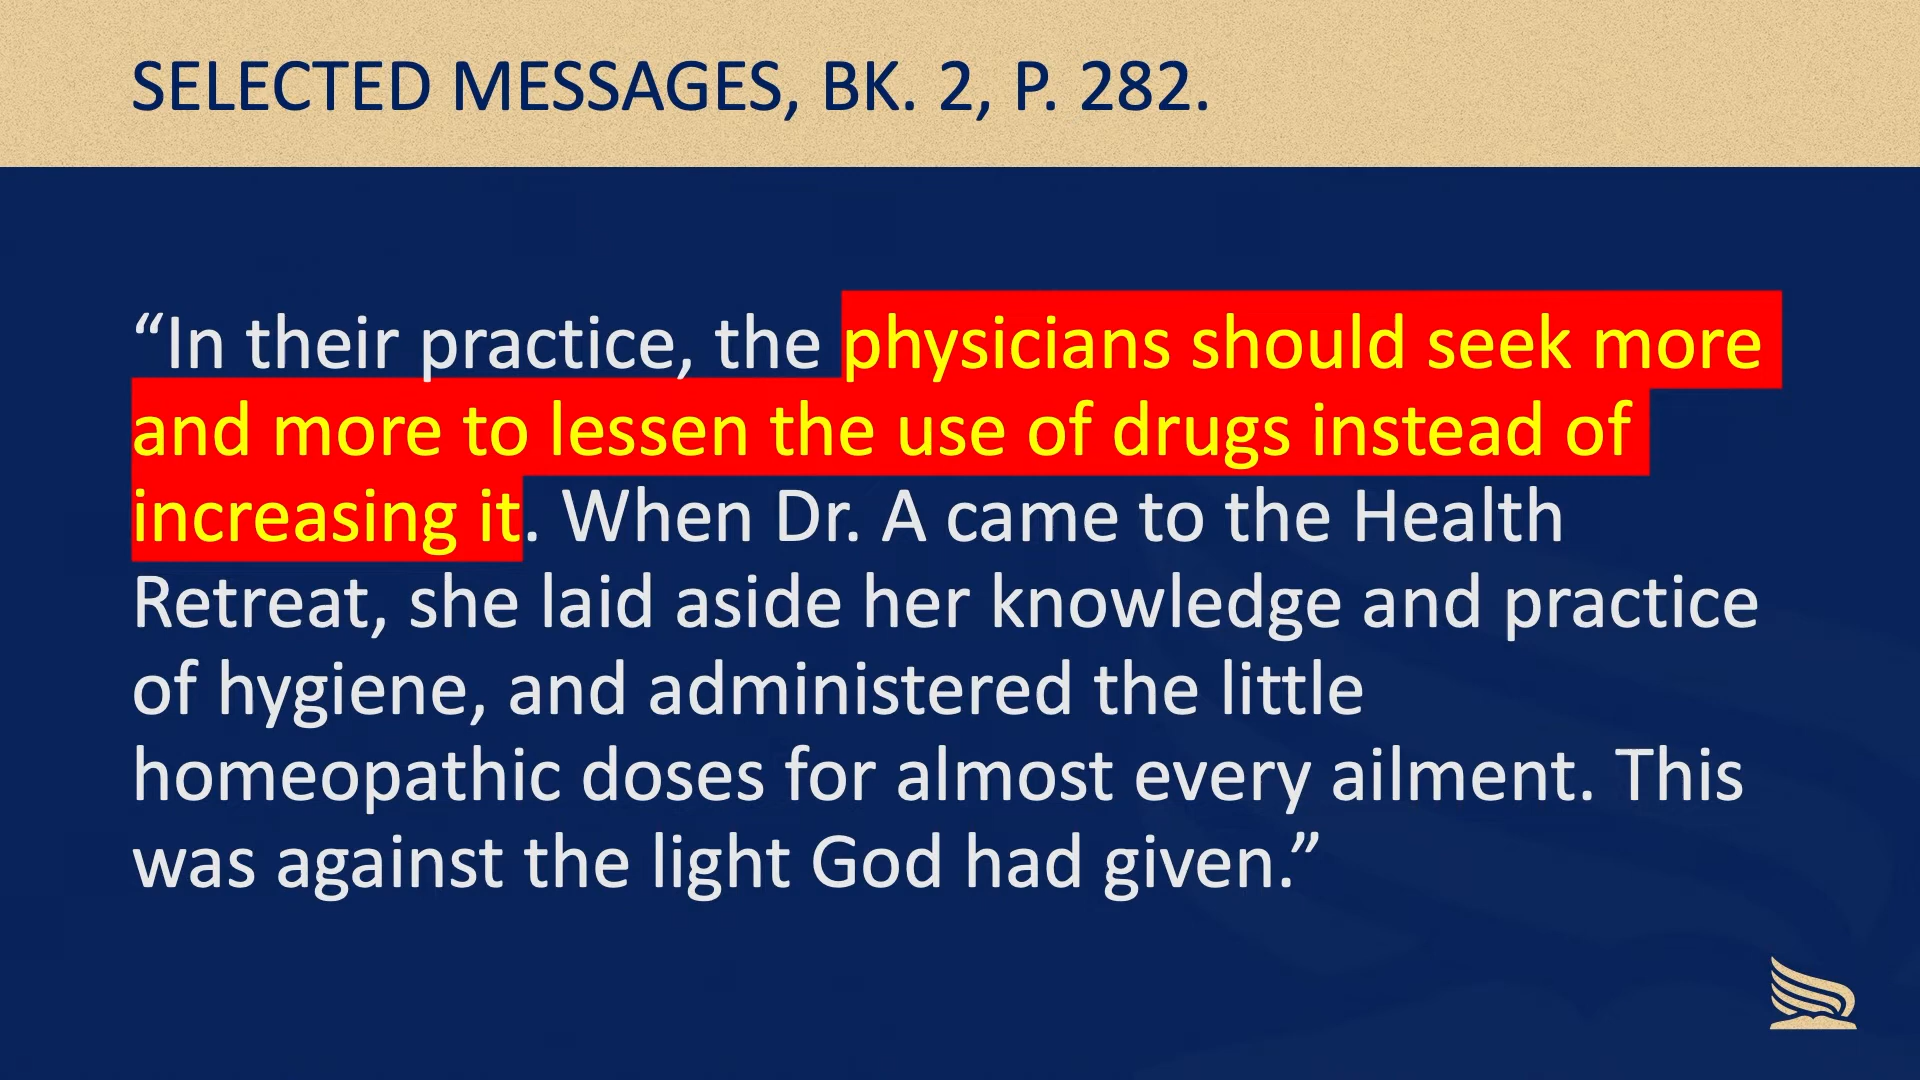 SELECTED MESSAGES, BK. 2, P. 282.
“In their practice, the physicians should seek more
and more to lessen the use of drugs instead of
increasing it. When Dr. A came to the Health
Retreat, she laid aside her knowledge and practice
of hygiene, and administered the little
homeopathic doses for almost every ailment. This
was against the light God had given.”